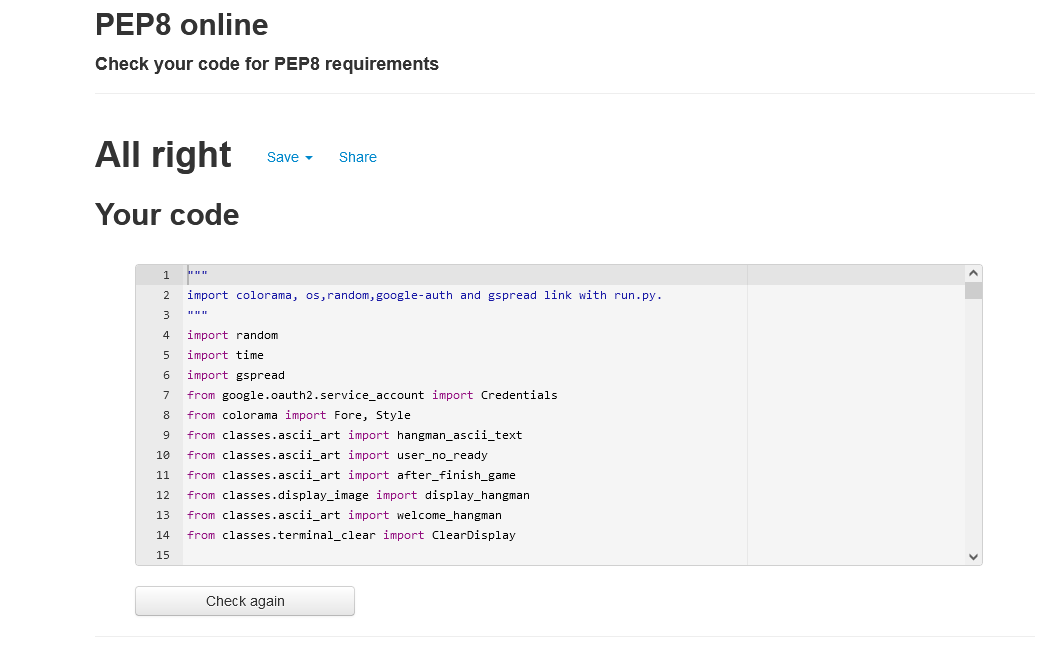 PEP8 online
Check your code for PEP8 requirements
All right Save Share
Your code
1 """
2 import colorama, os,random,google-auth and gspread link with run.py.
3 """
4 import random
5 import time
6 import gspread
7 from google.oauth2.service_account import Credentials
8 from colorama import Fore, Style
9 from classes.ascii_art import hangman_ascii_text
10 from classes.ascii_art import user_no_ready
11 from classes.ascii_art import after_finish_game
12 from classes.display_image import display_hangman
13 from classes.ascii_art import welcome_hangman
14 from classes.terminal_clear import ClearDisplay
15
Check again